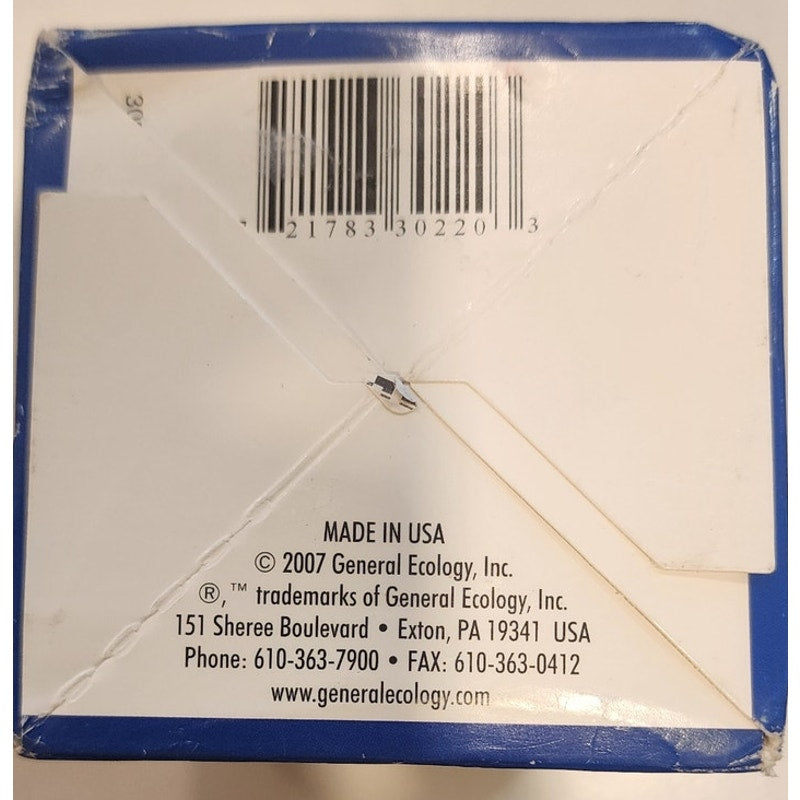 21783 30220 3
MADE IN USA
© 2007 General Ecology, Inc.
®,™ trademarks of General Ecology, Inc.
151 Sheree Boulevard • Exton, PA 19341 USA
Phone: 610-363-7900 • FAX: 610-363-0412
www.generalecology.com